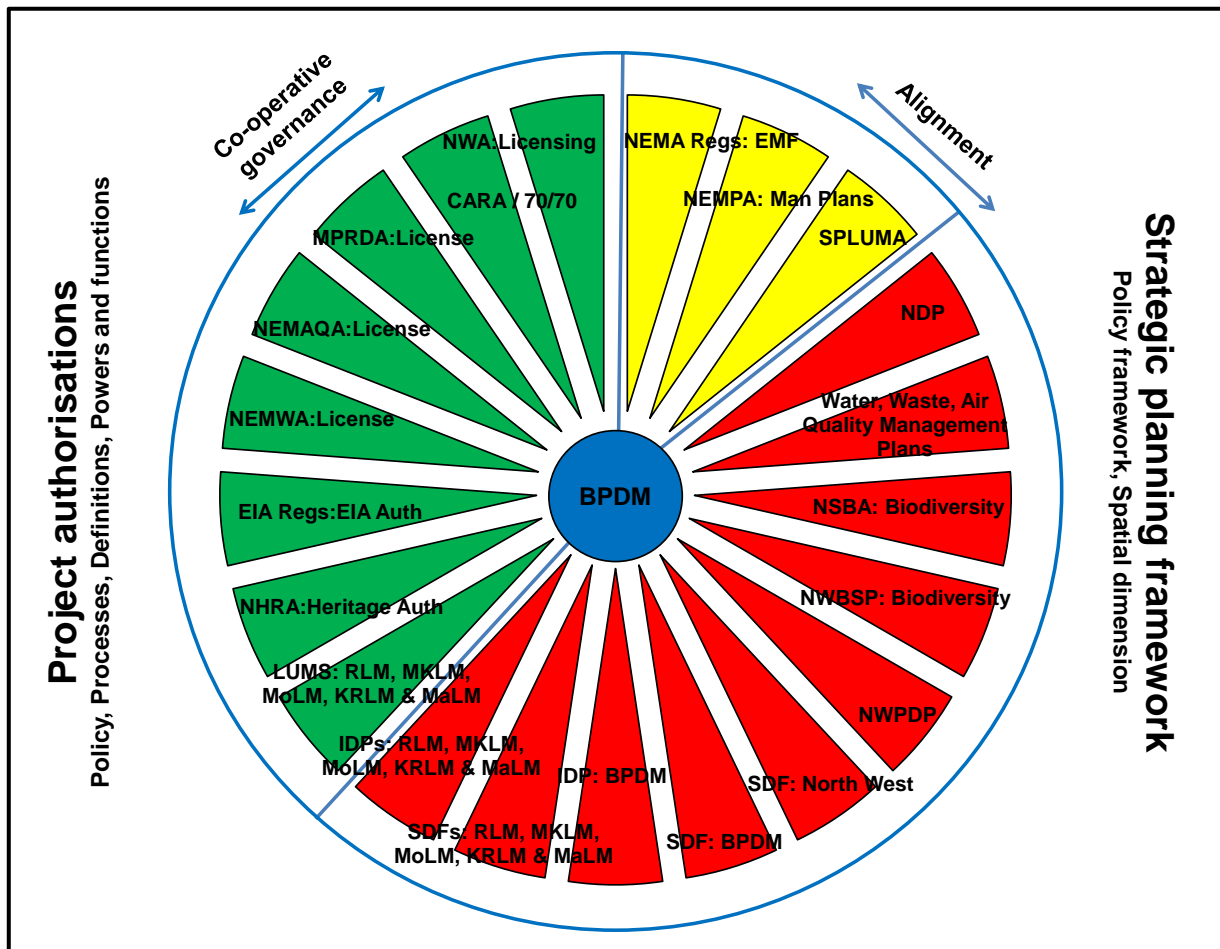 Co-operative
governance
Alignment
Project authorisations
Policy, Processes, Definitions, Powers and functions
Strategic planning framework
Policy framework, Spatial dimension
NWA:Licensing
CARA / 70/70
MPRDA:License
NEMAQA:License
NEMWA:License
EIA Regs:EIA Auth
NHRA:Heritage Auth
LUMS: RLM, MKLM,
MoLM, KRLM & MaLM
NEMA Regs: EMF
NEMPA: Man Plans
SPLUMA
NDP
Water, Waste, Air
Quality Management
Plans
NSBA: Biodiversity
NWBSP: Biodiversity
NWPDP
SDF: North West
SDF: BPDM
IDP: BPDM
SDFs: RLM, MKLM,
MoLM, KRLM & MaLM
IDPs: RLM, MKLM,
MoLM, KRLM & MaLM
BPDM